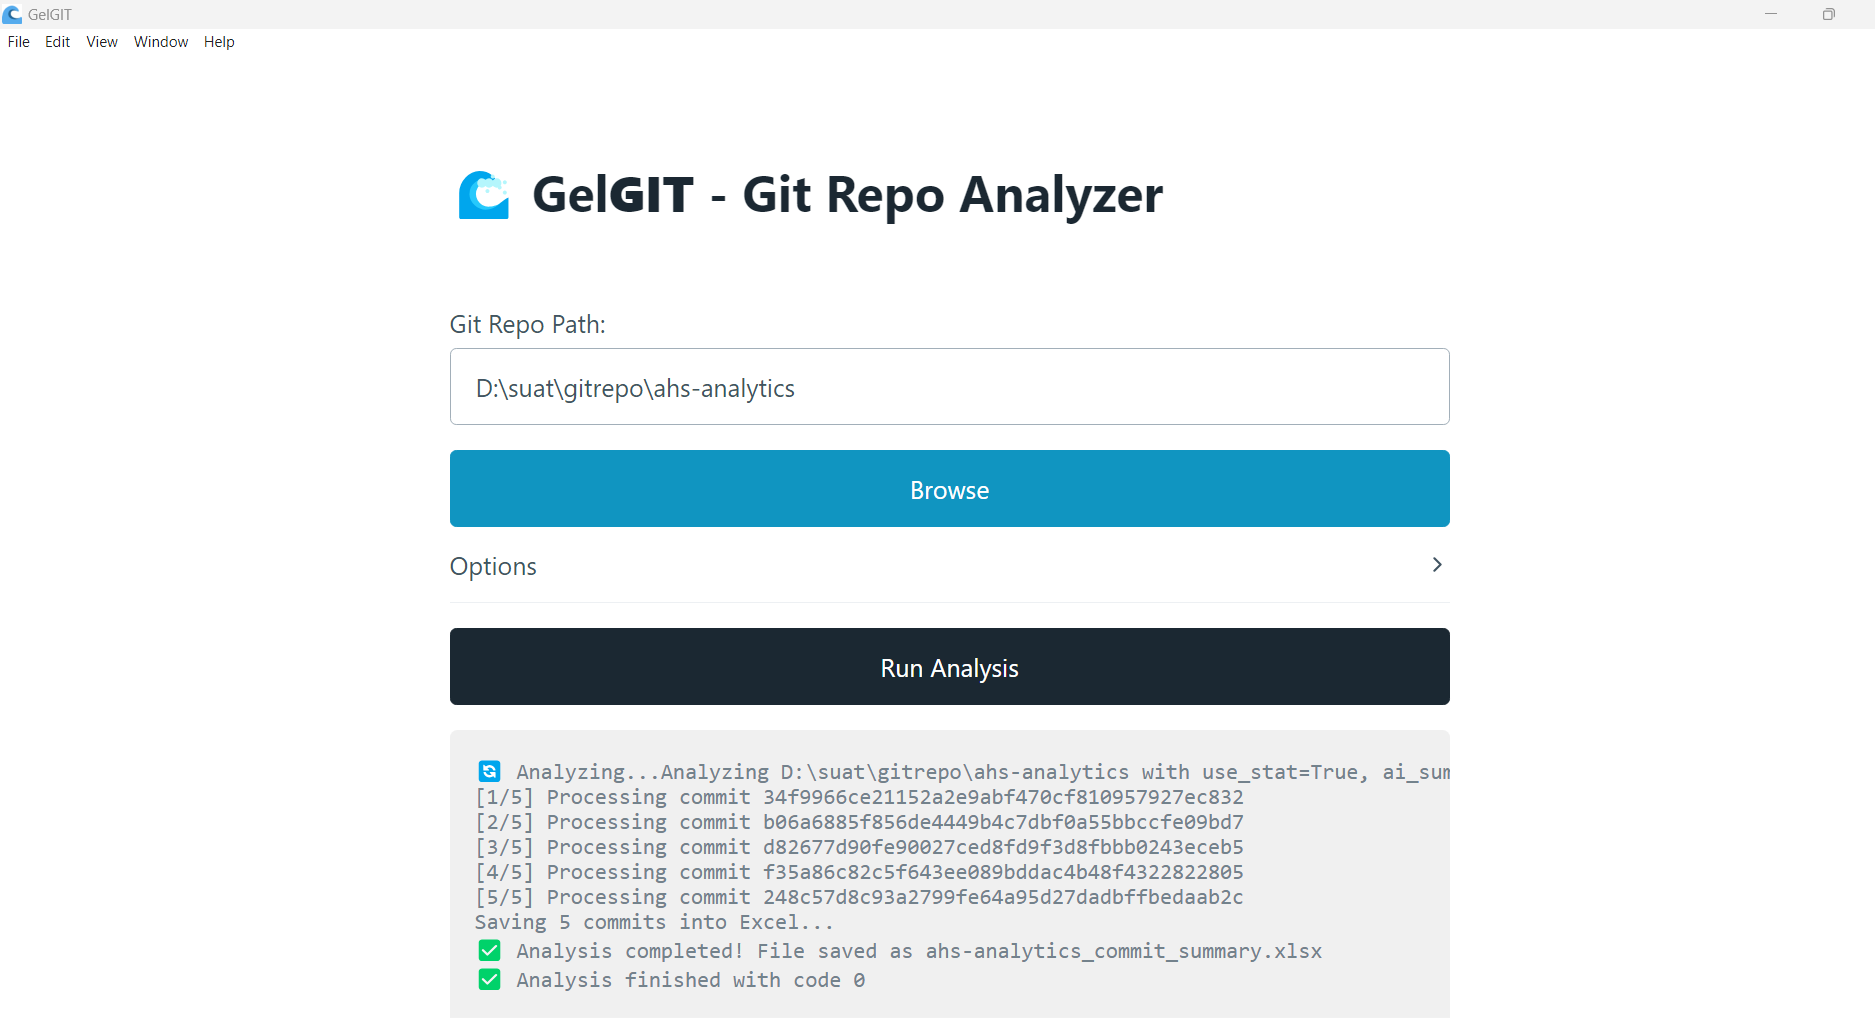 GelGIT
File Edit View Window Help
GelGIT - Git Repo Analyzer
Git Repo Path:
D:\suat\gitrepo\ahs-analytics
Browse
Options
Run Analysis
Analyzing...Analyzing D:\suat\gitrepo\ahs-analytics with use_stat=True, ai_sum
[1/5] Processing commit 34f9966ce21152a2e9abf470cf810957927ec832
[2/5] Processing commit b06a6885f856de4449b4c7dbf0a55bbccfe09bd7
[3/5] Processing commit d82677d90fe90027ced8fd9f3d8fbbb0243eceb5
[4/5] Processing commit f35a86c82c5f643ee089bddac4b48f4322822805
[5/5] Processing commit 248c57d8c93a2799fe64a95d27dadbffbedaab2c
Saving 5 commits into Excel...
Analysis completed! File saved as ahs-analytics_commit_summary.xlsx
Analysis finished with code 0